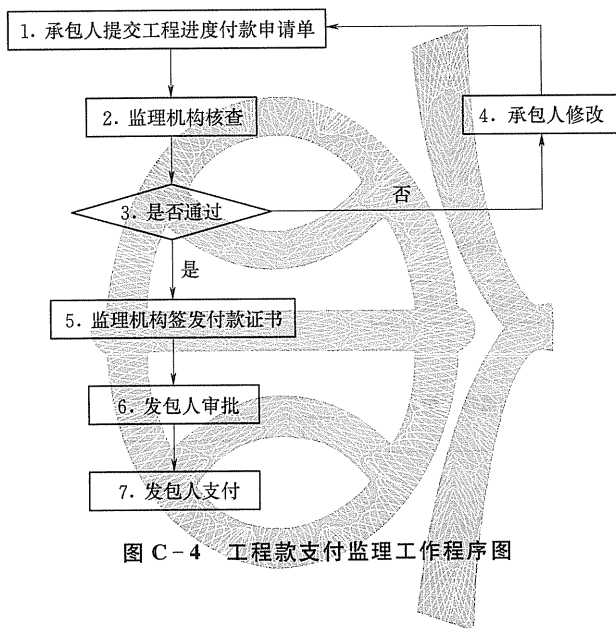 1. 承包人提交工程进度付款申请单
2. 监理机构核查
4. 承包人修改
3. 是否通过
否
是
5. 监理机构签发付款证书
6. 发包人审批
7. 发包人支付
图 C-4 工程款支付监理工作程序图